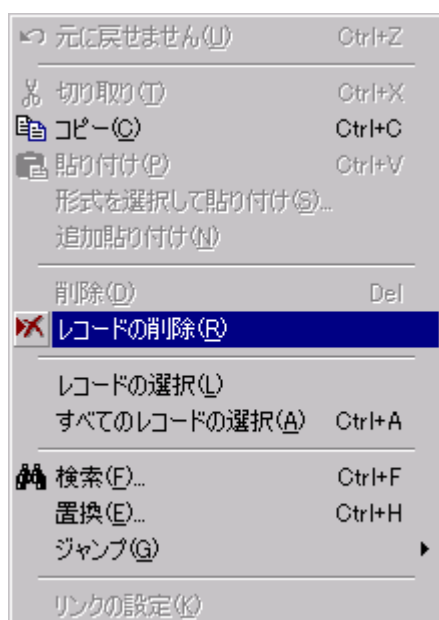 元に戻せません(U) Ctrl+Z
切り取り(T) Ctrl+X
コピー(C) Ctrl+C
貼り付け(P) Ctrl+V
形式を選択して貼り付け(S)...
追加貼り付け(N)
削除(D) Del
レコードの削除(R)
レコードの選択(L)
すべてのレコードの選択(A) Ctrl+A
検索(F)... Ctrl+F
置換(E)... Ctrl+H
ジャンプ(G)
リンクの設定(K)